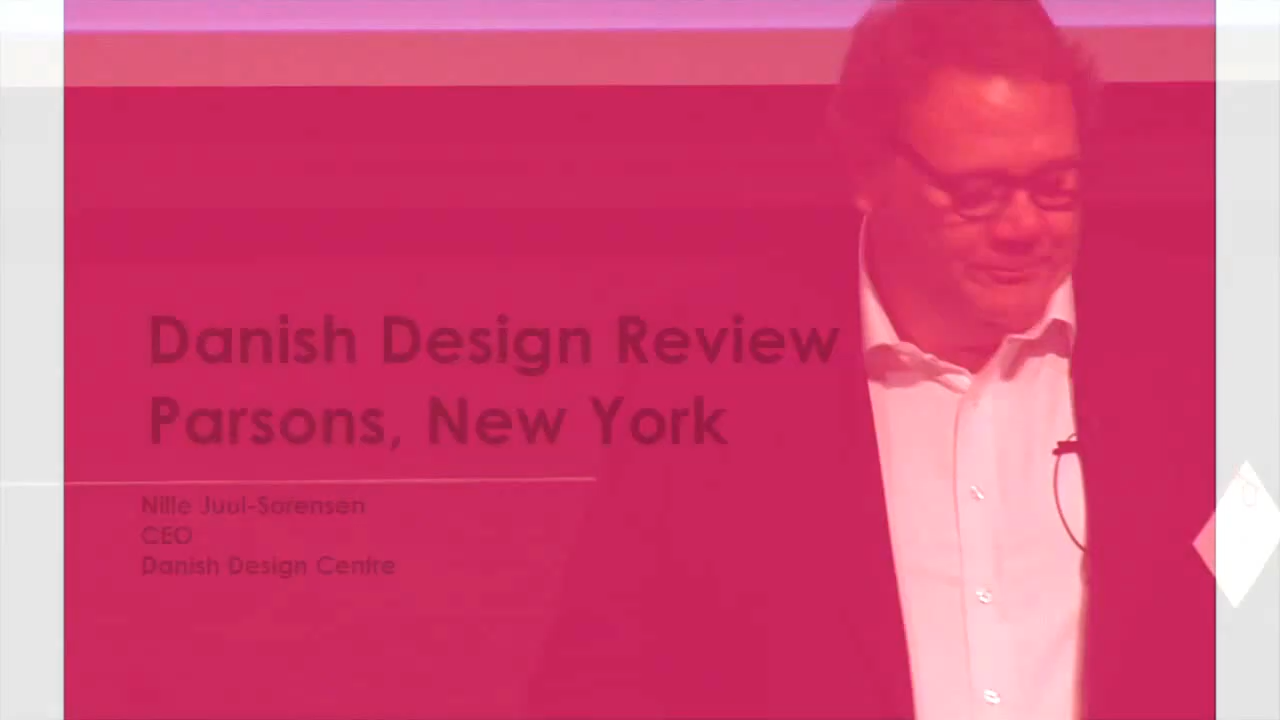 Danish Design Review
Parsons, New York
Nille Juul-Sorensen
CEO
Danish Design Centre